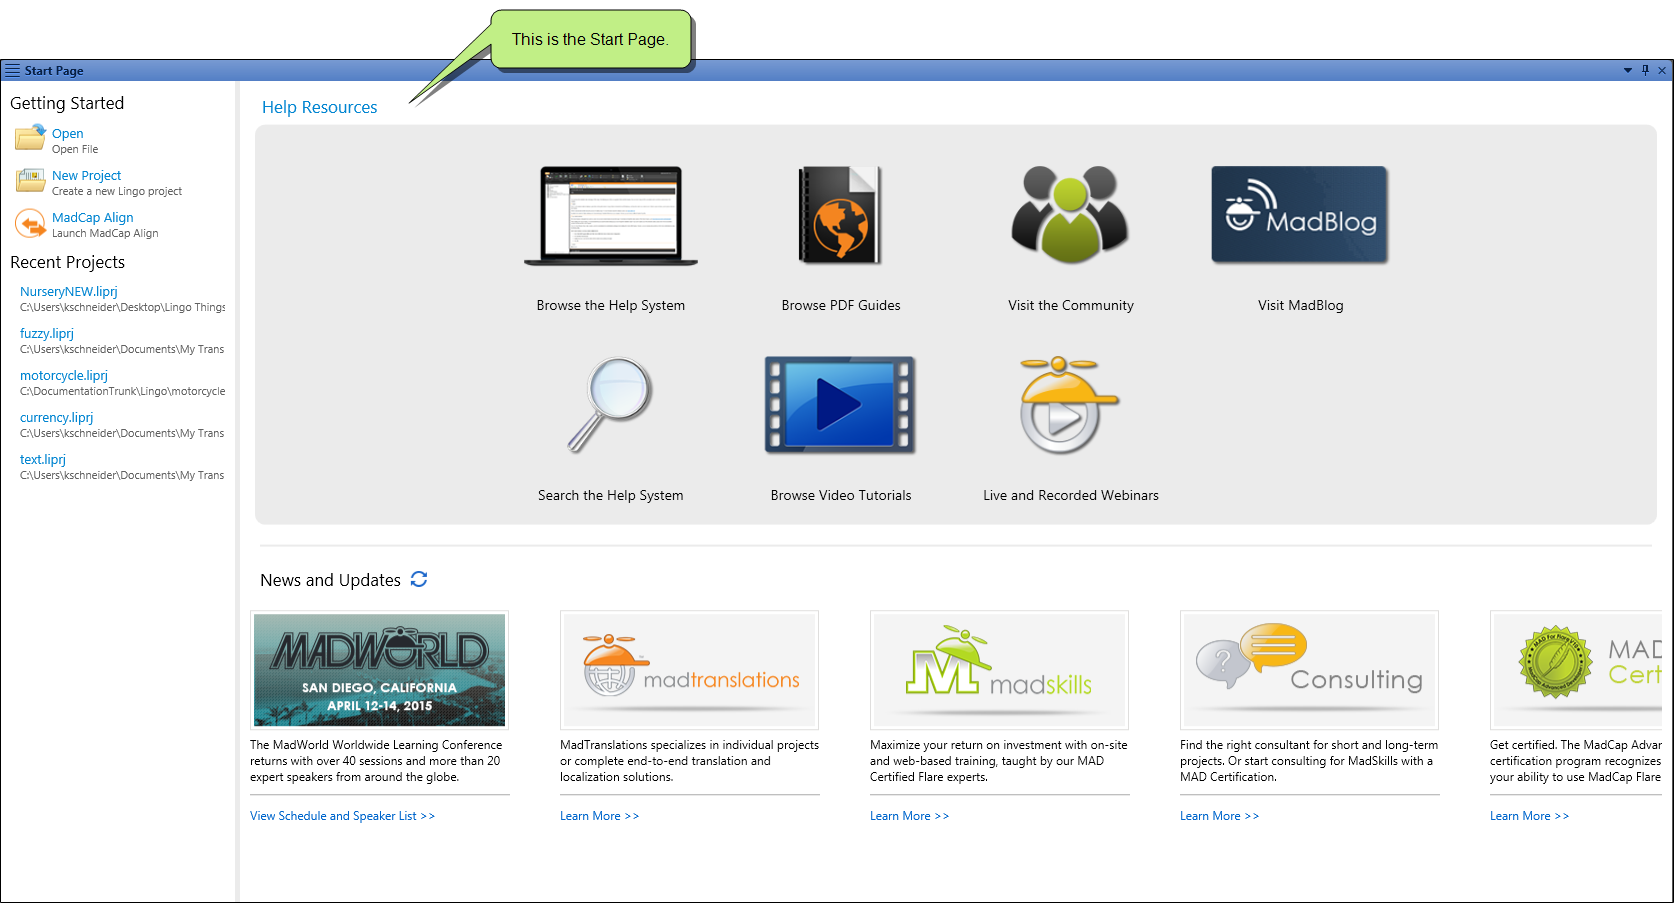 This is the Start Page.
Start Page
Getting Started
Open
Open File
New Project
Create a new Lingo project
MadCap Align
Launch MadCap Align
Recent Projects
NurseryNEW.liprj
C:\Users\kschneider\Desktop\Lingo Things
fuzzy.liprj
C:\Users\kschneider\Documents\My Trans
motorcycle.liprj
C:\DocumentationTrunk\Lingo\motorcycle
currency.liprj
C:\Users\kschneider\Documents\My Trans
text.liprj
C:\Users\kschneider\Documents\My Trans
Help Resources
MadBlog
Browse the Help System
Browse PDF Guides
Visit the Community
Visit MadBlog
Search the Help System
Browse Video Tutorials
Live and Recorded Webinars
News and Updates
MADWORLD
SAN DIEGO, CALIFORNIA
APRIL 12-14, 2015
The MadWorld Worldwide Learning Conference
returns with over 40 sessions and more than 20
expert speakers from around the globe.
View Schedule and Speaker List >>
madtranslations
MadTranslations specializes in individual projects
or complete end-to-end translation and
localization solutions.
Learn More >>
M madskills
Maximize your return on investment with on-site
and web-based training, taught by our MAD
Certified Flare experts.
Learn More >>
?
Consulting
Find the right consultant for short and long-term
projects. Or start consulting for MadSkills with a
MAD Certification.
Learn More >>
MAD
Cert
Get certified. The MadCap Advan
certification program recognizes
your ability to use MadCap Flare
Learn More >>